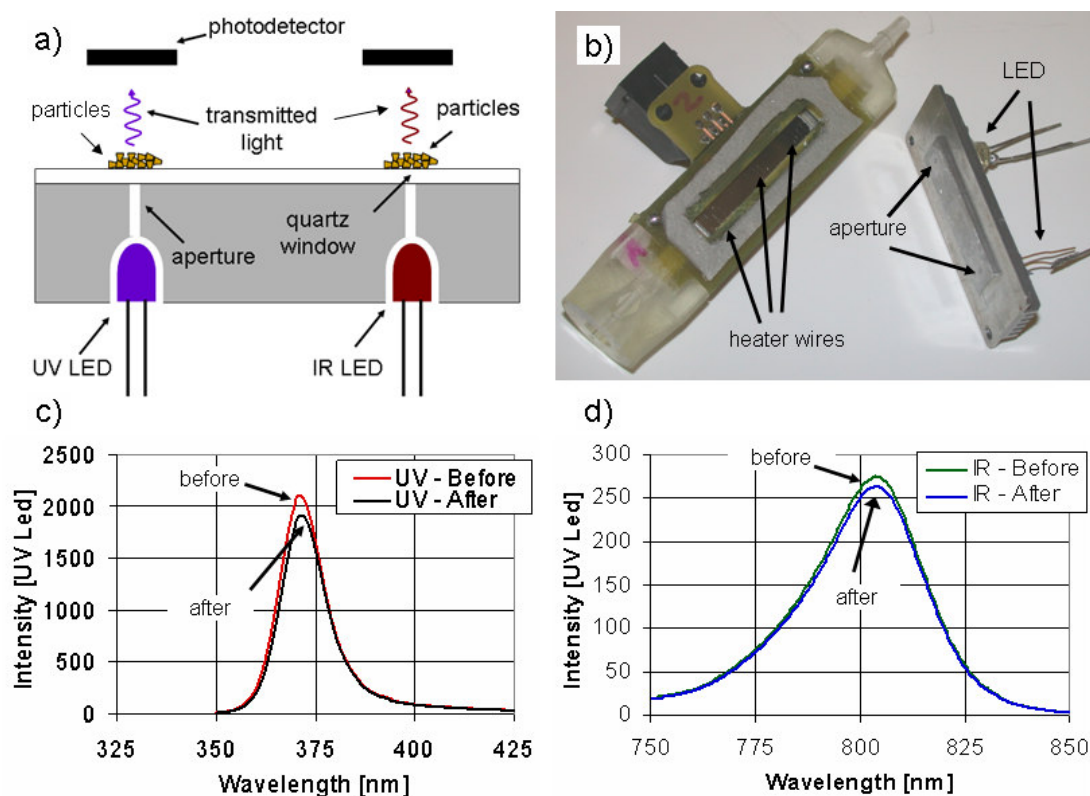 a)
photodetector
particles
transmitted
light
particles
quartz
window
aperture
UV LED
IR LED
b)
LED
2
aperture
heater wires
c)
Intensity [UV Led]
2500
2000
1500
1000
500
0
before
after
UV - Before
UV - After
325
350
375
400
425
Wavelength [nm]
d)
Intensity [UV Led]
300
250
200
150
100
50
0
before
after
IR - Before
IR - After
750
775
800
825
850
Wavelength [nm]